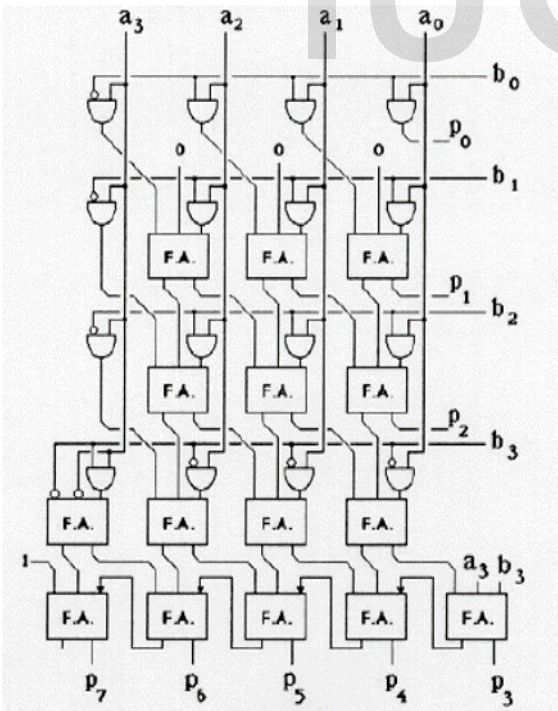 a3 a2 a1 a0
b0
p0
0 0 0
b1
F.A. F.A. F.A.
p1
b2
F.A. F.A. F.A.
p2
b3
F.A. F.A. F.A. F.A.
1 a3 b3
F.A. F.A. F.A. F.A. F.A.
p7 p6 p5 p4 p3